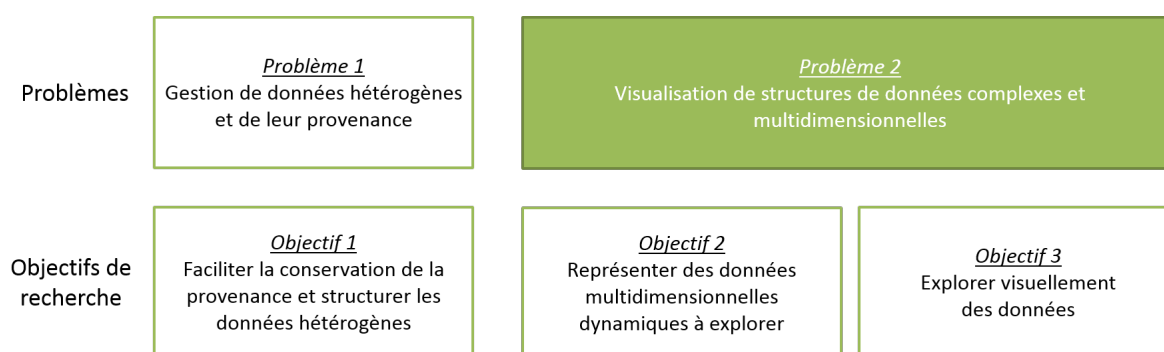 Problèmes
Problème 1
Gestion de données hétérogènes
et de leur provenance
Problème 2
Visualisation de structures de données complexes et
multidimensionnelles
Objectifs de
recherche
Objectif 1
Faciliter la conservation de la
provenance et structurer les
données hétérogènes
Objectif 2
Représenter des données
multidimensionnelles
dynamiques à explorer
Objectif 3
Explorer visuellement
des données